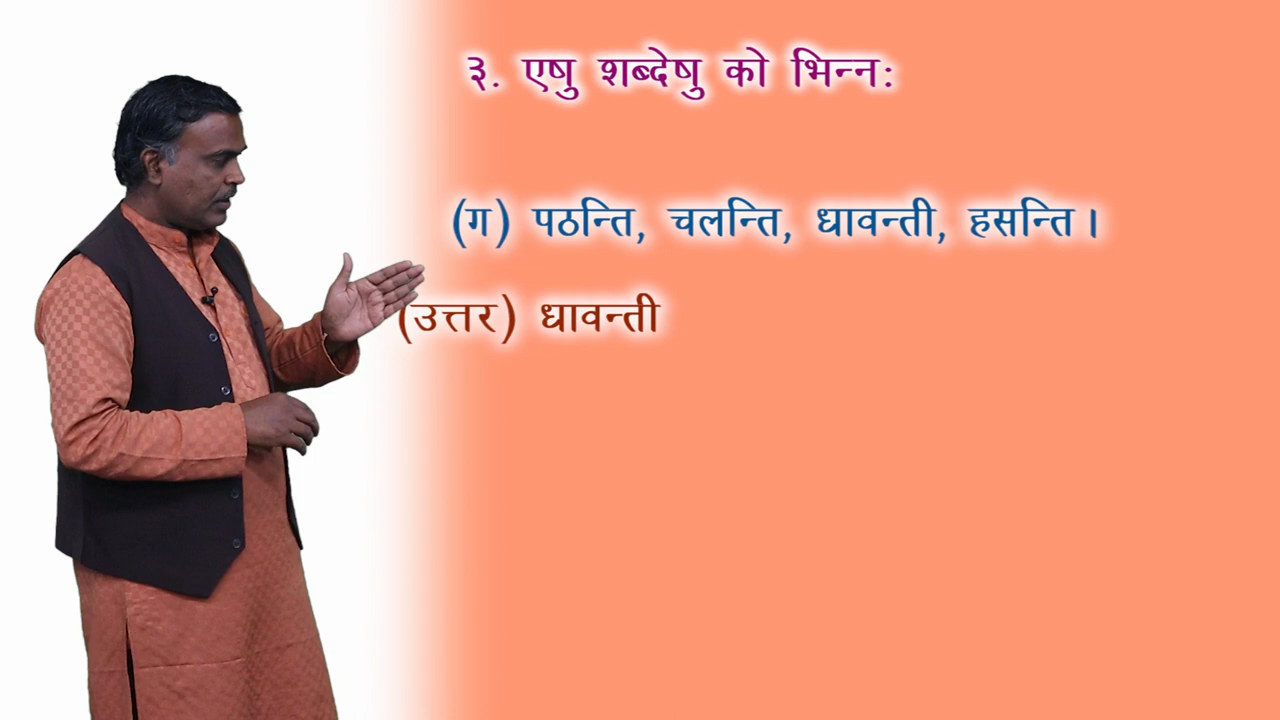 ३. एषु शब्देषु को भिन्न:
(ग) पठन्ति, चलन्ति, धावन्ती, हसन्ति।
(उत्तर) धावन्ती